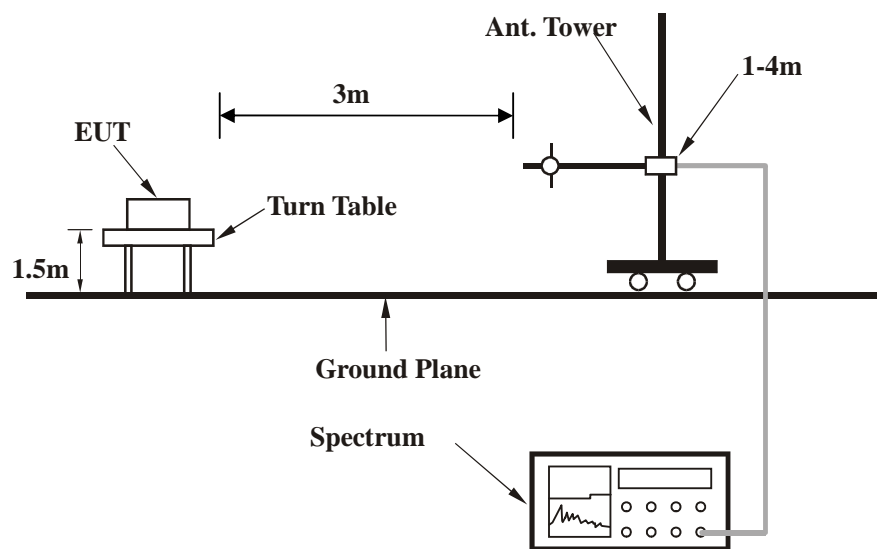 Ant. Tower
1-4m
3m
EUT
Turn Table
1.5m
Ground Plane
Spectrum